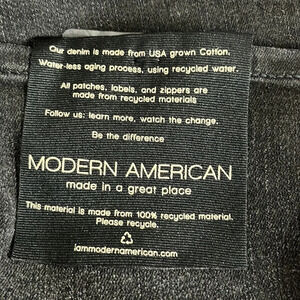 Our denim is made from USA grown Cotton.
Water-less aging process, using recycled water.
All patches, labels, and zippers are
made from recycled materials
Follow us: learn more, watch the change.
Be the difference
MODERN AMERICAN
made in a great place
This material is made from 100% recycled material.
Please recycle.
iammodernamerican.com